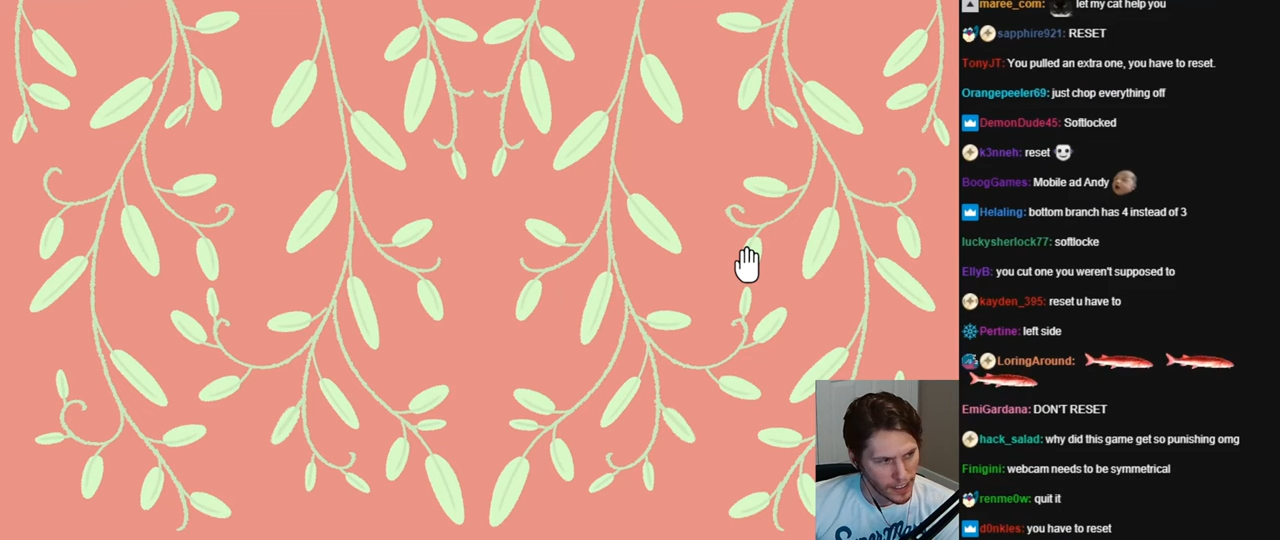 maree_com: let my cat help you
sapphire921: RESET
TonyJT: You pulled an extra one, you have to reset.
Orangepeeler69: just chop everything off
DemonDude45: Softlocked
k3nneh: reset
BoogGames: Mobile ad Andy
Helaling: bottom branch has 4 instead of 3
luckysherlock77: softlocke
EllyB: you cut one you weren't supposed to
kayden_395: reset u have to
Pertine: left side
LoringAround:
EmiGardana: DON'T RESET
hack_salad: why did this game get so punishing omg
Finigini: webcam needs to be symmetrical
renme0w: quit it
d0nkles: you have to reset